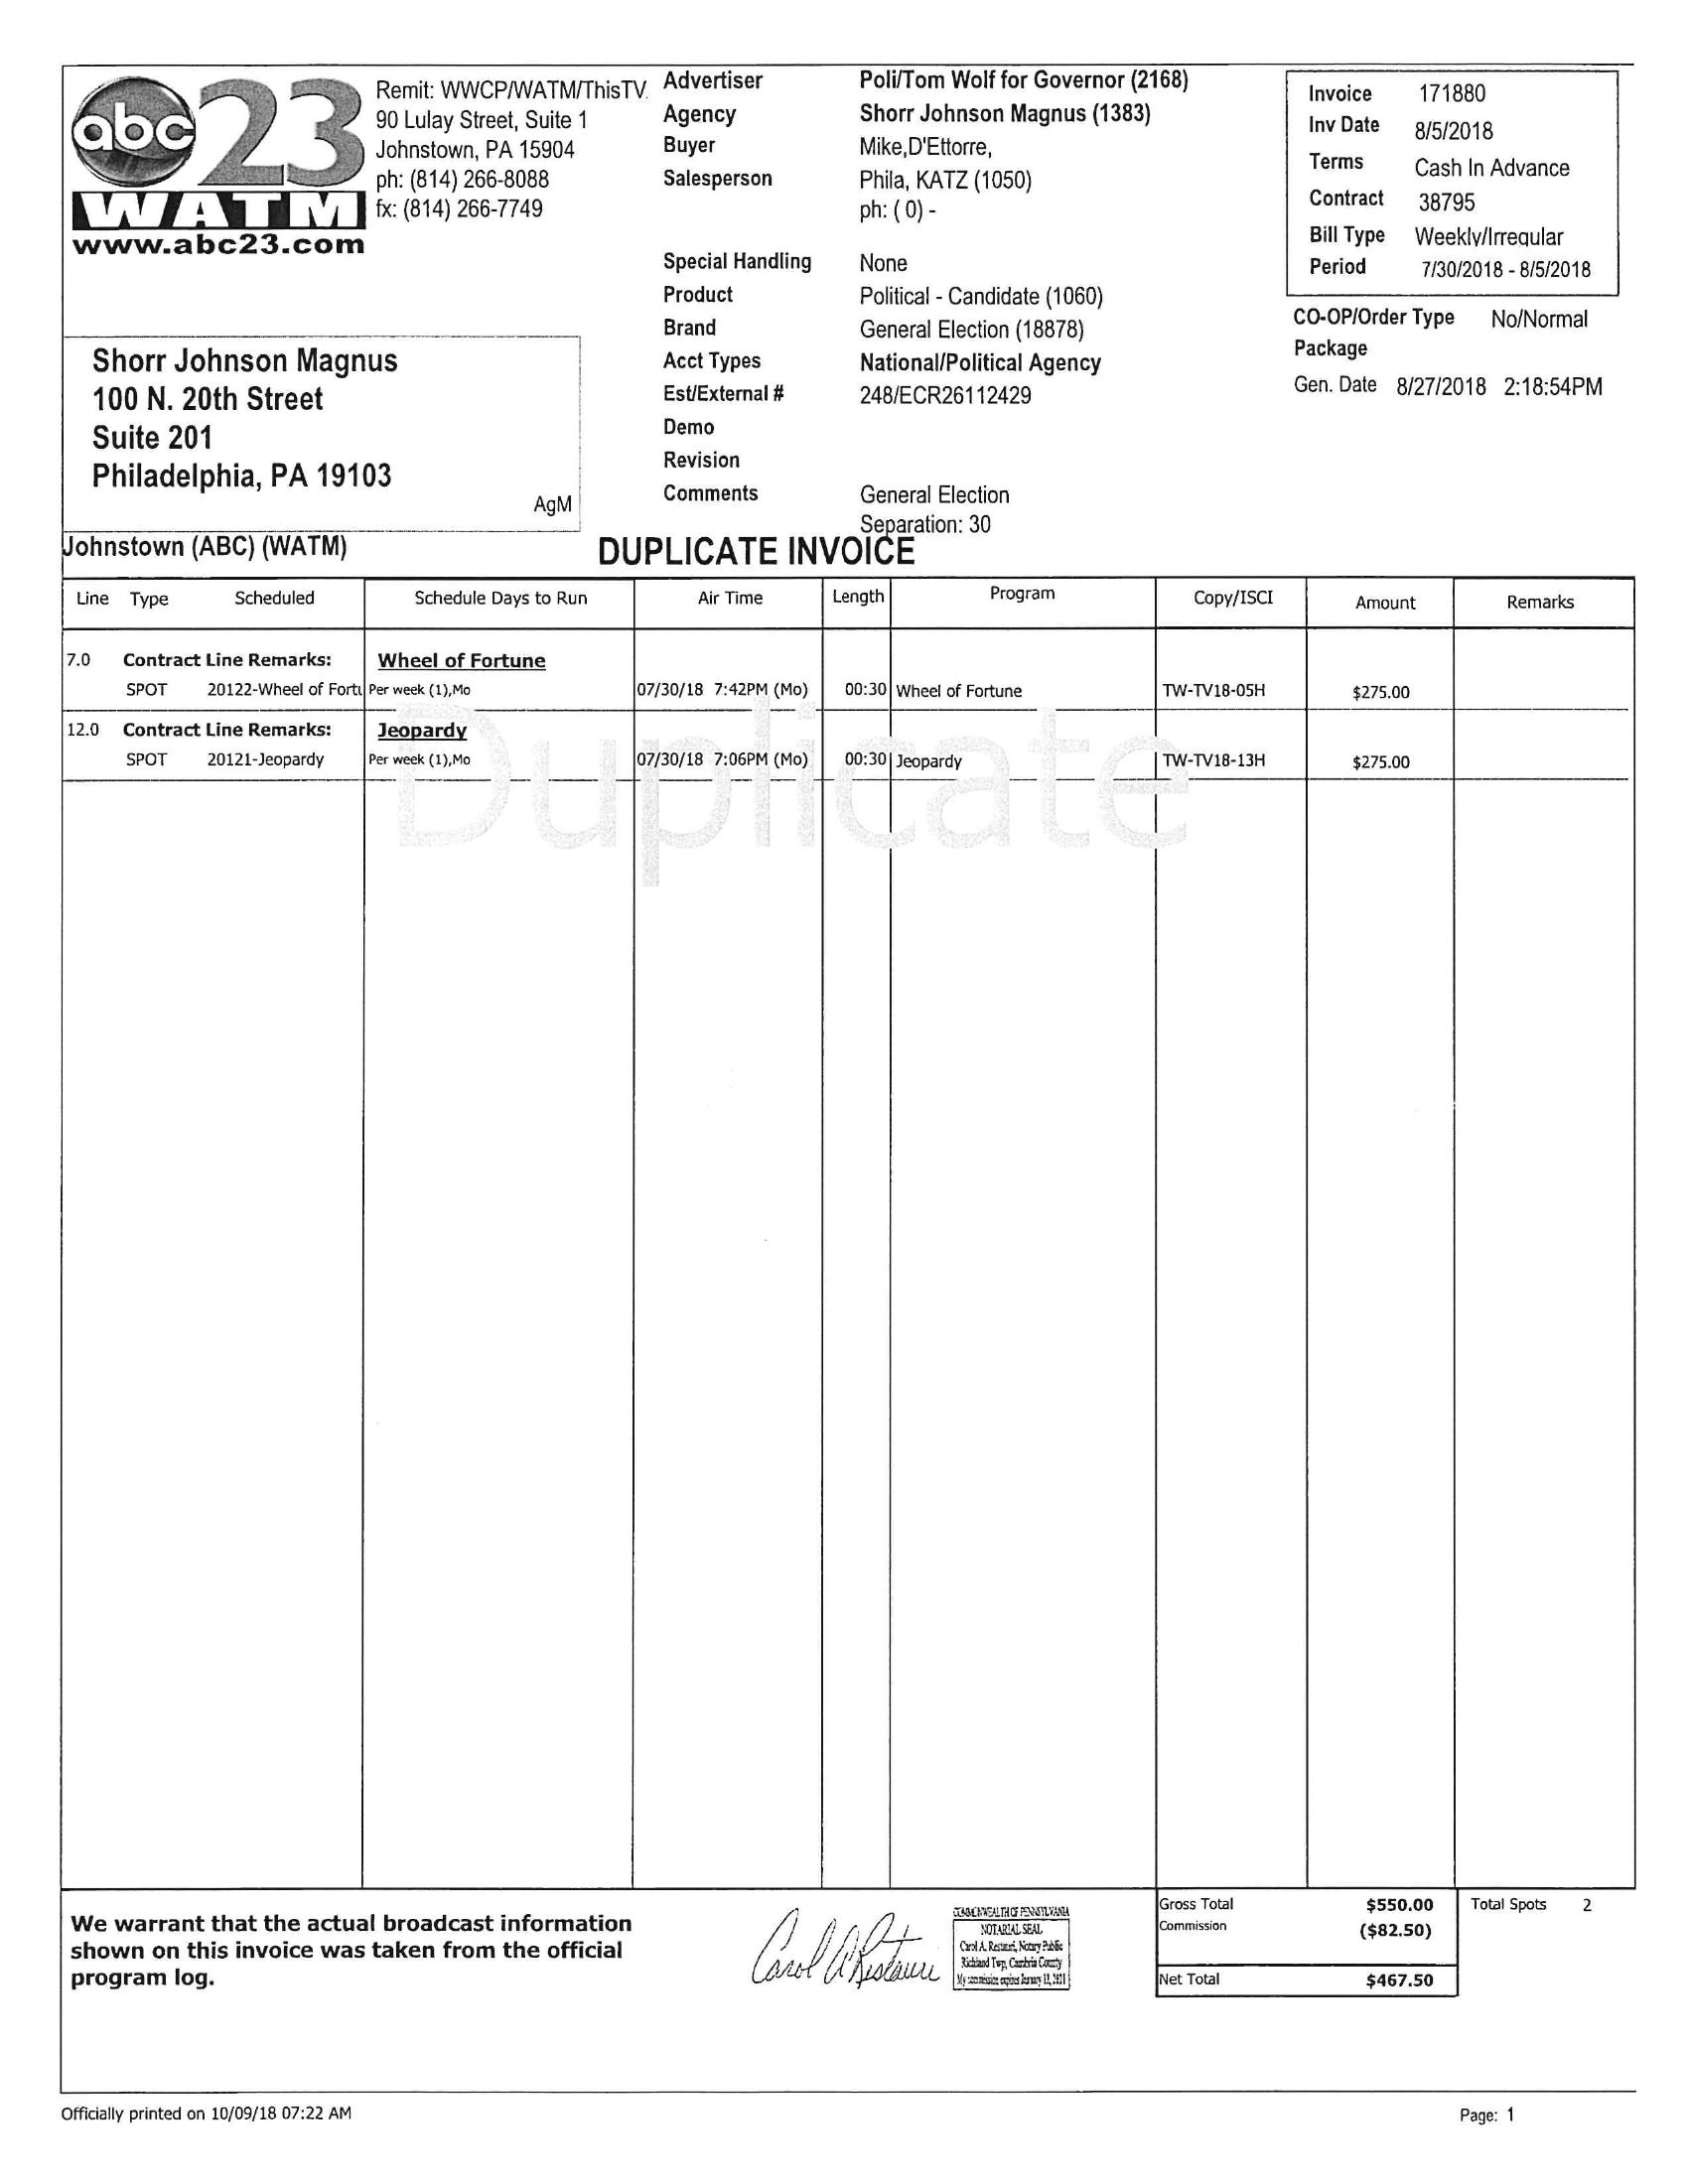 abc 23
WATM
www.abc23.com
Remit: WWCP/WATM/ThisTV.
90 Lulay Street, Suite 1
Johnstown, PA 15904
ph: (814) 266-8088
fx: (814) 266-7749
Advertiser Poli/Tom Wolf for Governor (2168)
Agency Shorr Johnson Magnus (1383)
Buyer Mike,D'Ettorre,
Salesperson Phila, KATZ (1050)
ph: ( 0) -
Special Handling None
Product Political - Candidate (1060)
Brand General Election (18878)
Acct Types National/Political Agency
Est/External # 248/ECR26112429
Demo
Revision
Comments General Election
Separation: 30
Invoice 171880
Inv Date 8/5/2018
Terms Cash In Advance
Contract 38795
Bill Type Weekly/Irregular
Period 7/30/2018 - 8/5/2018
CO-OP/Order Type No/Normal
Package
Gen. Date 8/27/2018 2:18:54PM
Shorr Johnson Magnus
100 N. 20th Street
Suite 201
Philadelphia, PA 19103
AgM
Johnstown (ABC) (WATM) DUPLICATE INVOICE
Line Type Scheduled Schedule Days to Run Air Time Length Program Copy/ISCI Amount Remarks
7.0 Contract Line Remarks: Wheel of Fortune
SPOT 20122-Wheel of Fortu Per week (1),Mo 07/30/18 7:42PM (Mo) 00:30 Wheel of Fortune TW-TV18-05H $275.00
12.0 Contract Line Remarks: Jeopardy
SPOT 20121-Jeopardy Per week (1),Mo 07/30/18 7:06PM (Mo) 00:30 Jeopardy TW-TV18-13H $275.00
Duplicate
We warrant that the actual broadcast information
shown on this invoice was taken from the official
program log.
Carol A Restauri
COMMONWEALTH OF PENNSYLVANIA
NOTARIAL SEAL
Carol A. Restauri, Notary Public
Richland Twp, Cambria County
My commission expires January 12, 2021
Gross Total $550.00
Commission ($82.50)
Net Total $467.50
Total Spots 2
Officially printed on 10/09/18 07:22 AM
Page: 1